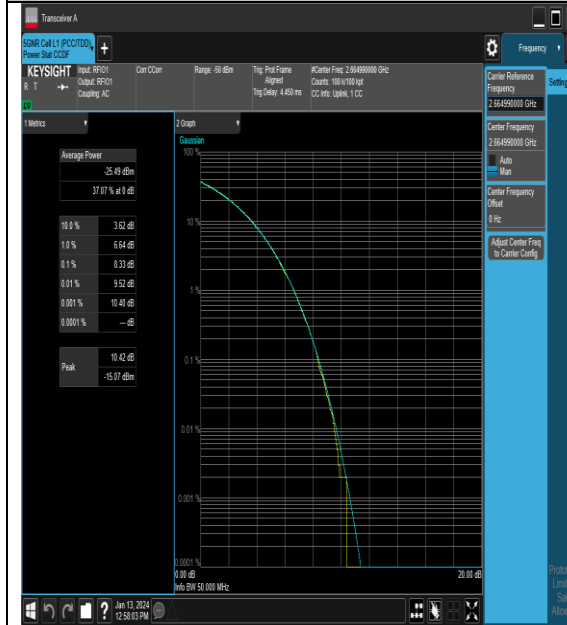 Transceiver A
5GNR Cell L1 (PCC/TDD),
Power Stat CCDF
+
Frequency
KEYSIGHT
R T
LV
Input: RFIO1
Output: RFIO1
Coupling: AC
Corr CCorr
Range: -50 dBm
Trig: Prot Frame
Aligned
Trig Delay: 4.450 ms
#Center Freq: 2.664990000 GHz
Counts: 100 k/100 kpt
CC Info: Uplink, 1 CC
Carrier Reference
Frequency
2.664990000 GHz
Setting
1 Metrics
2 Graph
Center Frequency
2.664990000 GHz
Auto
Man
Center Frequency
Offset
0 Hz
Adjust Center Freq
to Carrier Config
Average Power
-25.49 dBm
37.07 % at 0 dB
10.0 % 3.62 dB
1.0 % 6.64 dB
0.1 % 8.33 dB
0.01 % 9.52 dB
0.001 % 10.40 dB
0.0001 % --- dB
Peak
10.42 dB
-15.07 dBm
Gaussian
100 %
10 %
1 %
0.1 %
0.01 %
0.001 %
0.0001 %
0.00 dB
20.00 dB
Info BW 50.000 MHz
Proto
Limit
Allow
?
Jan 13, 2024
12:58:03 PM